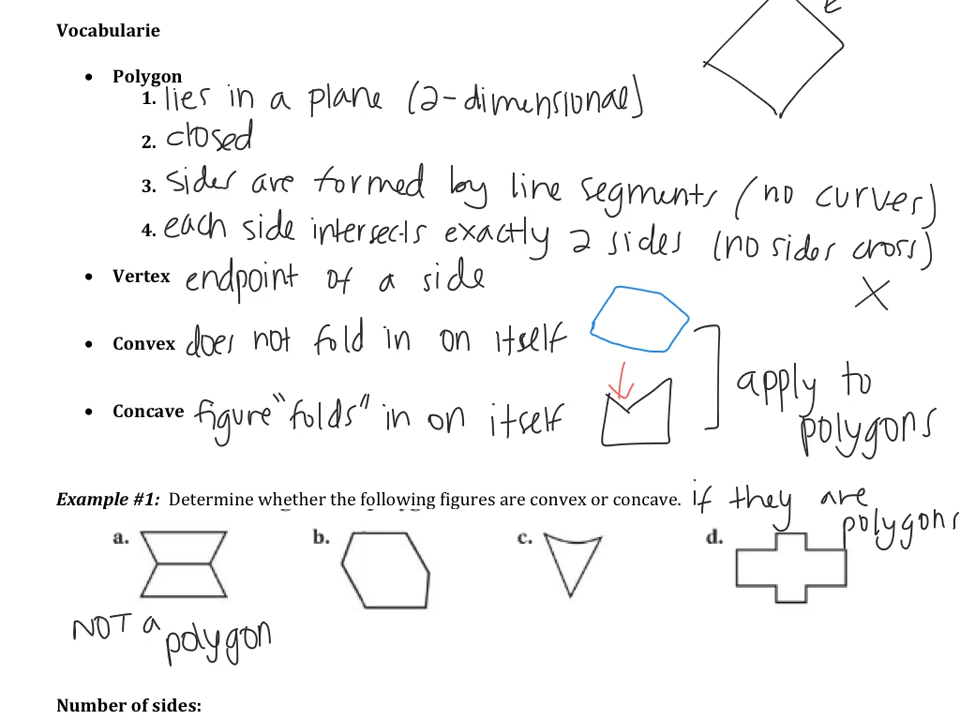 Vocabularie
• Polygon
1. lies in a plane (2-dimensional)
2. closed
3. sides are formed by line segments (no curves)
4. each side intersects exactly 2 sides (no sides cross)
X
• Vertex endpoint of a side
• Convex does not fold in on itself
• Concave figure "folds" in on itself
apply to
polygons
Example #1: Determine whether the following figures are convex or concave. if they are
polygons
a. b. c. d.
NOT a
polygon
Number of sides: